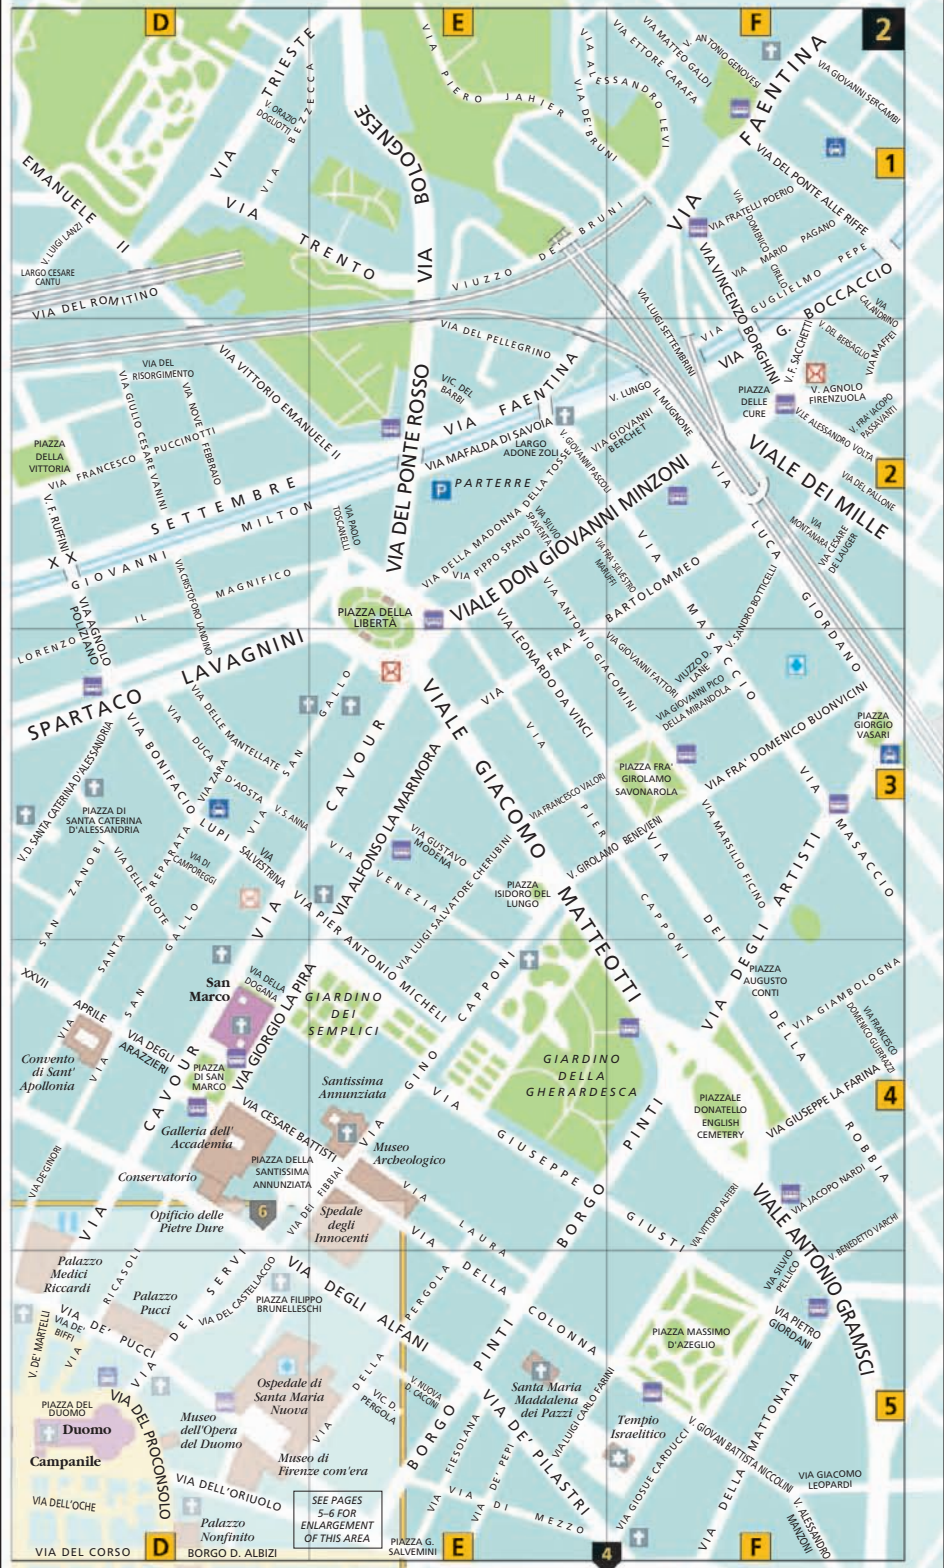 D
E
F
2
VIA TRIESTE
V. ORAZIO
DOGLIOTTI
VIA BEZZECCA
BOLOGNESE
VIA PIERO JAHIER
VIA ALESSANDRO LEVI
VIA DE' BRUNI
VIA ETTORE CARAFA
VIA MATTEO GALDI
V. ANTONIO GENOVESI
FAENTINA
VIA GIOVANNI SERCAMBI
1
VIA DEL PONTE ALLE RIFFE
VIA FRATELLI POERIO
VIA DOMENICO CIRILLO
VIA MARIO PAGANO
VIA GUGLIELMO PEPE
VIA
VIA VINCENZO BORGHINI
EMANUELE II
V. LUIGI LANZI
LARGO CESARE
CANTU
VIA DEL ROMITINO
VIA TRENTO
VIA
VIUZZO DE' BRUNI
VIA G. BOCCACCIO
VIA
CALANDRINO
V. DEL BERSAGLIO
VIA MAFFEI
V. F. SACCHETTI
VIA LUIGI SETTEMBRINI
VIA DEL PELLEGRINO
VIA DEL
RISORGIMENTO
VIA VITTORIO EMANUELE II
VIA GIULIO CESARE VANINI
VIA NOVE FEBBRAIO
VIA FRANCESCO PUCCINOTTI
PIAZZA
DELLA
VITTORIA
V. F. RUFFINI
VIC. DEL
BARBI
VIA FAENTINA
VIA MAFALDA DI SAVOIA
LARGO
ADONE ZOLI
V. LUNGO IL MUGNONE
VIA GIOVANNI
BERCHET
V. GIOVANNI PASCOLI
PIAZZA
DELLE
CURE
V. AGNOLO
FIRENZUOLA
V.LE ALESSANDRO VOLTA
V. FRA' IACOPO
PASSAVANTI
VIA DEL PALLONE
VIALE DEI MILLE
2
P
PARTERRE
VIA DEL PONTE ROSSO
XX SETTEMBRE
GIOVANNI MILTON
VIA PAOLO
TOSCANELLI
VIA DELLA MADONNA DELLA TOSSE
VIA PIPPO SPANO
VIA SILVIO
SPAVENTA
VIALE DON GIOVANNI MINZONI
VIA FRA SILVESTRO
MARUFFI
VIA MASACCIO
VIA LUCA GIORDANO
VIA
MONTANARA
VIA CESARE
DE LAUGER
VIA CRISTOFORO LANDINO
LORENZO IL MAGNIFICO
VIA AGNOLO
POLIZIANO
PIAZZA DELLA
LIBERTÀ
VIA LEONARDO DA VINCI
VIA ANTONIO GIACOMINI
VIA FRA' BARTOLOMMEO
VIA GIOVANNI FATTORI
VIUZZO D.
LANE
V. SANDRO BOTTICELLI
VIA GIOVANNI PICO
DELLA MIRANDOLA
SPARTACO LAVAGNINI
VIA DELLE MANTELLATE
VIA DUCA D'AOSTA
VIA BONIFACIO LUPI
VIA ZARA
V. S. ANNA
VIA SAN GALLO
V.D. SANTA CATERINA D'ALESSANDRIA
PIAZZA DI
SANTA CATERINA
D'ALESSANDRIA
VIALE GIACOMO MATTEOTTI
VIA CAVOUR
VIA ALFONSO LA MARMORA
VIA GUSTAVO
MODENA
VIA VENEZIA
VIA LUIGI SALVATORE CHERUBINI
VIA PIER CAPPONI
VIA FRANCESCO VALORI
PIAZZA FRA'
GIROLAMO
SAVONAROLA
VIA FRA' DOMENICO BUONVICINI
PIAZZA
GIORGIO
VASARI
3
V. GIROLAMO BENEVIENI
VIA MARSILIO FICINO
VIA DEI DELLA ROBBIA
VIA MASACCIO
VIA DEGLI ARTISTI
PIAZZA
ISIDORO DEL
LUNGO
VIA DELLE RUOTE
VIA DI
CAMPOREGGI
VIA
SALVESTRINA
SANTA REPARATA
SAN ZANOBI
SAN GALLO
VIA PIER ANTONIO MICHELI
XXVII APRILE
VIA DEGLI
ARAZZIERI
San
Marco
VIA DELLA
DOGANA
VIA GIORGIO LA PIRA
GIARDINO
DEI
SEMPLICI
CAPPONI
GINO
VIA
Convento
di Sant'
Apollonia
PIAZZA
DI SAN
MARCO
CAVOUR
Galleria dell'
Accademia
Santissima
Annunziata
VIA CESARE BATTISTI
Museo
Archeologico
GIARDINO
DELLA
GHERARDESCA
PIAZZA
AUGUSTO
CONTI
VIA GIAMBOLOGNA
VIA FRANCESCO
DOMENICO GUERRAZZI
PIAZZALE
DONATELLO
ENGLISH
CEMETERY
VIA GIUSEPPE LA FARINA
4
Conservatorio
PIAZZA DELLA
SANTISSIMA
ANNUNZIATA
VIA DEI FIBBIAI
VIA DE' GINORI
Opificio delle
Pietre Dure
6
Spedale
degli
Innocenti
VIA GIUSEPPE GIUSTI
VIA LAURA
BORGO PINTI
VIA JACOPO NARDI
V. BENEDETTO VARCHI
VIA VITTORIO ALFIERI
VIALE ANTONIO GRAMSCI
VIA SILVIO
PELLICO
VIA PIETRO
GIORDANI
Palazzo
Medici
Riccardi
RICASOLI
Palazzo
Pucci
VIA DEI SERVI
VIA DEL CASTELLACCIO
PIAZZA FILIPPO
BRUNELLESCHI
VIA DEGLI ALFANI
VIA DELLA COLONNA
VIA DELLA PERGOLA
PIAZZA MASSIMO
D'AZEGLIO
V. DE' MARTELLI
VIA DE'
BIFFI
VIA DE' PUCCI
PIAZZA DEL
DUOMO
Duomo
Campanile
VIA DEL PROCONSOLO
Museo
dell'Opera
del Duomo
Ospedale di
Santa Maria
Nuova
VIC. D.
PERGOLA
V. NUOVA
D. CACCINI
Museo di
Firenze com'era
BORGO PINTI
Santa Maria
Maddalena
dei Pazzi
VIA LUIGI CARLO FARINI
Tempio
Israelitico
5
VIA DE' PILASTRI
VIA FIESOLANA
VIA DE' PEPI
VIA DI MEZZO
VIA GIOSUE CARDUCCI
V. GIOVAN BATTISTA NICCOLINI
VIA DELLA MATTONAIA
VIA GIACOMO
LEOPARDI
V. ALESSANDRO
MANZONI
VIA DELL'OCHE
VIA DELL'ORIUOLO
SEE PAGES
5–6 FOR
ENLARGEMENT
OF THIS AREA
Palazzo
Nonfinito
VIA DEL CORSO
BORGO D. ALBIZI
PIAZZA G.
SALVEMINI
D
E
4
F